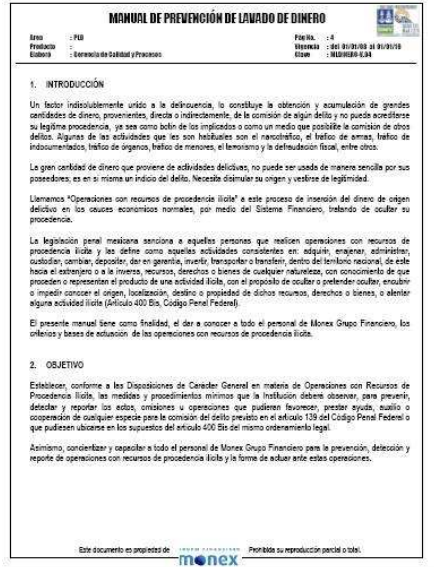 MANUAL DE PREVENCIÓN DE LAVADO DE DINERO
Area : PLD Pág No. : 4
Producto : Vigencia : del 01/01/09 al 01/01/10
Elaboró : Gerencia de Calidad y Procesos Clave
1. INTRODUCCIÓN
Un factor indisolublemente unido a la delincuencia, lo constituye la obtención y acumulación de grandes
cantidades de dinero, provenientes, directa o indirectamente, de la comisión de algún delito y no pueda acreditarse
su legítima procedencia, ya sea como botín de los implicados o como un medio que posibilite la comisión de otros
delitos. Algunas de las actividades que les son habituales son el narcotráfico, el tráfico de armas, tráfico de
indocumentados, tráfico de órganos, tráfico de menores, el terrorismo y la defraudación fiscal, entre otros.
La gran cantidad de dinero que proviene de actividades delictivas, no puede ser usada de manera sencilla por sus
poseedores; es en si misma un indicio del delito. Necesita disimular su origen y vestirse de legitimidad.
Llamamos "Operaciones con recursos de procedencia ilícita" a este proceso de inserción del dinero de origen
delictivo en los cauces económicos normales, por medio del Sistema Financiero, tratando de ocultar su
procedencia.
La legislación penal mexicana sanciona a aquellas personas que realicen operaciones con recursos de
procedencia ilícita y las define como aquellas actividades consistentes en: adquirir, enajenar, administrar,
custodiar, cambiar, depositar, dar en garantía, invertir, transportar o transferir, dentro del territorio nacional, de éste
hacia el extranjero o a la inversa, recursos, derechos o bienes de cualquier naturaleza, con conocimiento de que
proceden o representan el producto de una actividad ilícita, con el propósito de ocultar o pretender ocultar, encubrir
o impedir conocer el origen, localización, destino o propiedad de dichos recursos, derechos o bienes, o alentar
alguna actividad ilícita (Artículo 400 Bis, Código Penal Federal).
El presente manual tiene como finalidad, el dar a conocer a todo el personal de Monex Grupo Financiero, los
criterios y bases de actuación de las operaciones con recursos de procedencia ilícita.
2. OBJETIVO
Establecer, conforme a las Disposiciones de Carácter General en materia de Operaciones con Recursos de
Procedencia Ilícita, las medidas y procedimientos mínimos que la Institución deberá observar, para prevenir,
detectar y reportar los actos, omisiones u operaciones que pudieran favorecer, prestar ayuda, auxilio o
cooperación de cualquier especie para la comisión del delito previsto en el artículo 139 del Código Penal Federal o
que pudiesen ubicarse en los supuestos del artículo 400 Bis del mismo ordenamiento legal.
Asimismo, concientizar y capacitar a todo el personal de Monex Grupo Financiero para la prevención, detección y
reporte de operaciones con recursos de procedencia ilícita y la forma de actuar ante estas operaciones.
Este documento es propiedad de GRUPO FINANCIERO monex Prohibida su reproducción parcial o total.